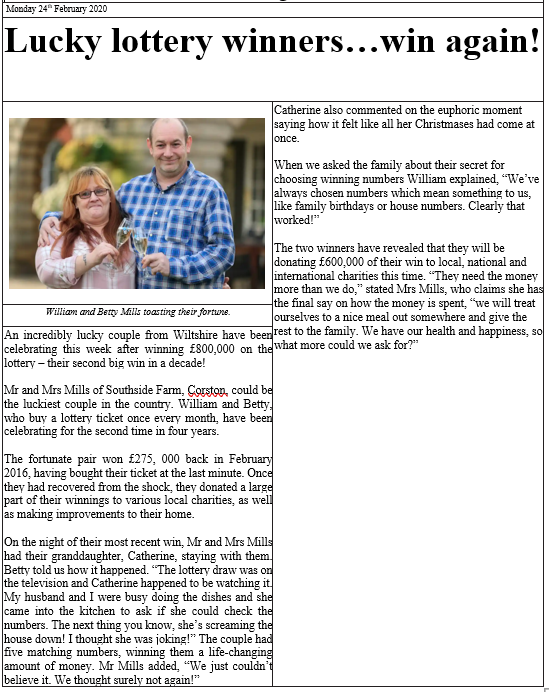 Monday 24th February 2020
Lucky lottery winners…win again!
William and Betty Mills toasting their fortune.
An incredibly lucky couple from Wiltshire have been
celebrating this week after winning £800,000 on the
lottery – their second big win in a decade!
Mr and Mrs Mills of Southside Farm, Corston, could be
the luckiest couple in the country. William and Betty,
who buy a lottery ticket once every month, have been
celebrating for the second time in four years.
The fortunate pair won £275, 000 back in February
2016, having bought their ticket at the last minute. Once
they had recovered from the shock, they donated a large
part of their winnings to various local charities, as well
as making improvements to their home.
On the night of their most recent win, Mr and Mrs Mills
had their granddaughter, Catherine, staying with them.
Betty told us how it happened. “The lottery draw was on
the television and Catherine happened to be watching it.
My husband and I were busy doing the dishes and she
came into the kitchen to ask if she could check the
numbers. The next thing you know, she’s screaming the
house down! I thought she was joking!” The couple had
five matching numbers, winning them a life-changing
amount of money. Mr Mills added, “We just couldn’t
believe it. We thought surely not again!”
Catherine also commented on the euphoric moment
saying how it felt like all her Christmases had come at
once.
When we asked the family about their secret for
choosing winning numbers William explained, “We’ve
always chosen numbers which mean something to us,
like family birthdays or house numbers. Clearly that
worked!”
The two winners have revealed that they will be
donating £600,000 of their win to local, national and
international charities this time. “They need the money
more than we do,” stated Mrs Mills, who claims she has
the final say on how the money is spent, “we will treat
ourselves to a nice meal out somewhere and give the
rest to the family. We have our health and happiness, so
what more could we ask for?”